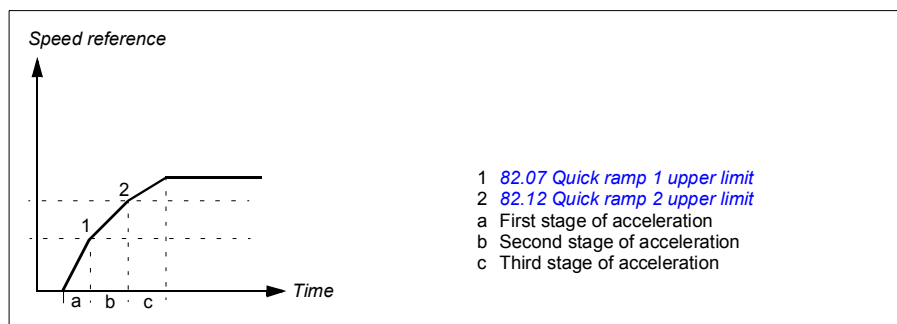 Speed reference
2
1
a b c
Time
1 82.07 Quick ramp 1 upper limit
2 82.12 Quick ramp 2 upper limit
a First stage of acceleration
b Second stage of acceleration
c Third stage of acceleration